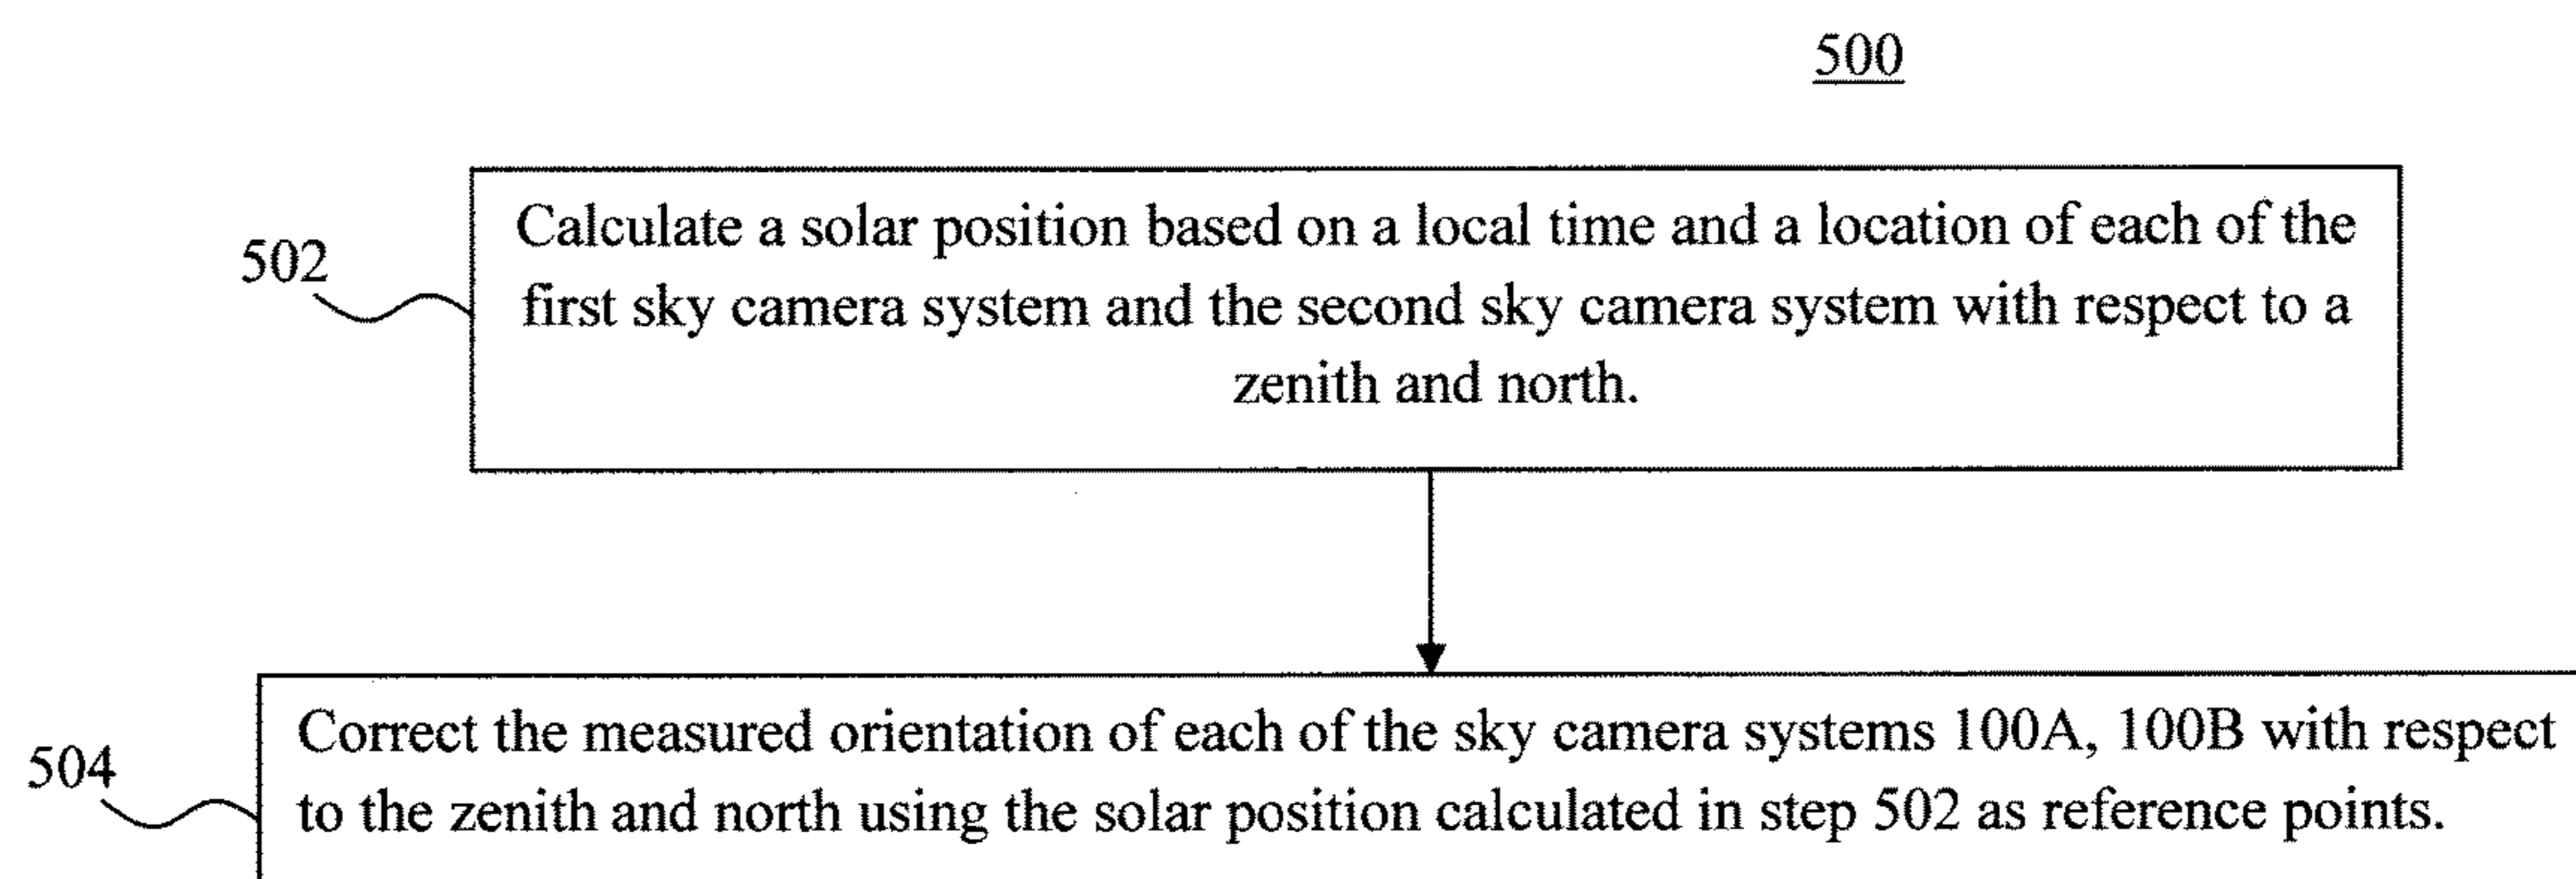 500
502
Calculate a solar position based on a local time and a location of each of the
first sky camera system and the second sky camera system with respect to a
zenith and north.
504
Correct the measured orientation of each of the sky camera systems 100A, 100B with respect
to the zenith and north using the solar position calculated in step 502 as reference points.